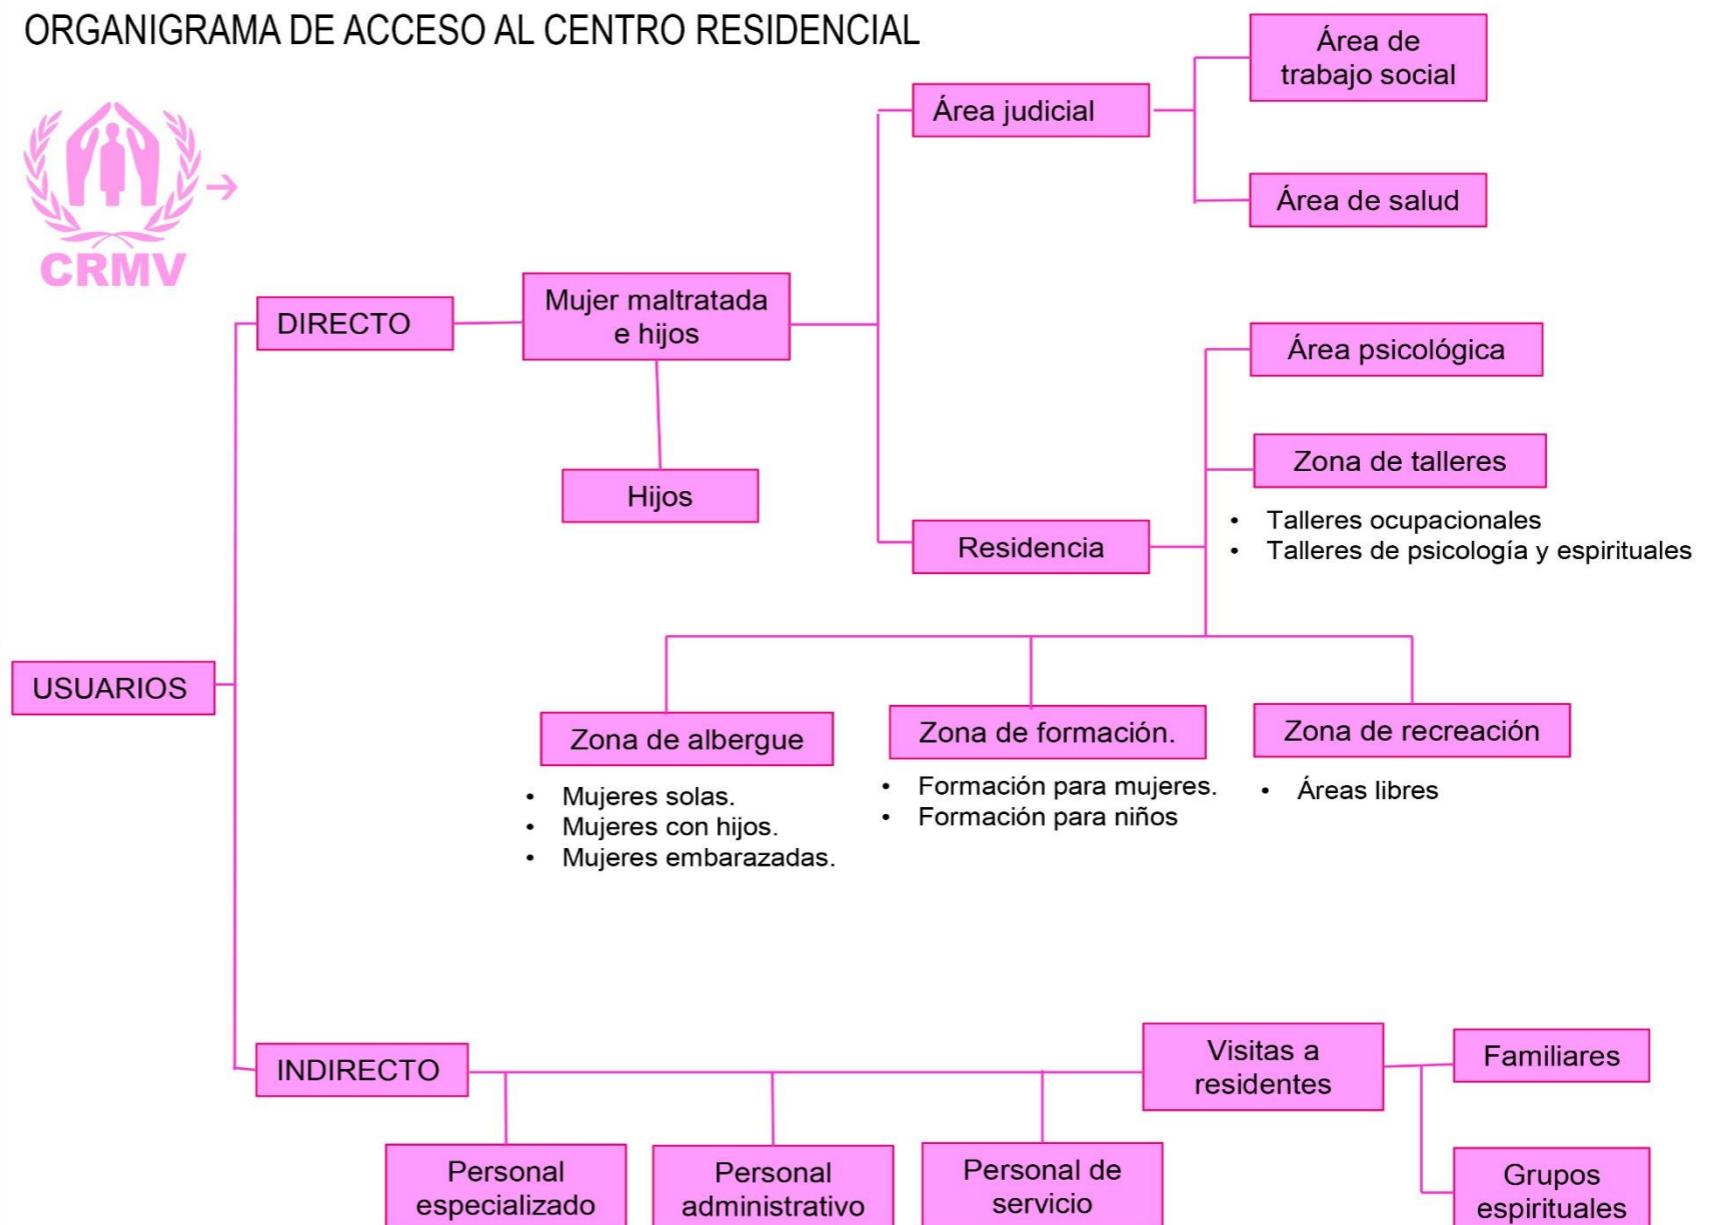 ORGANIGRAMA DE ACCESO AL CENTRO RESIDENCIAL
CRMV
Área de
trabajo social
Área judicial
Área de salud
DIRECTO
Mujer maltratada
e hijos
Área psicológica
Zona de talleres
• Talleres ocupacionales
• Talleres de psicología y espirituales
Hijos
Residencia
USUARIOS
Zona de albergue
• Mujeres solas.
• Mujeres con hijos.
• Mujeres embarazadas.
Zona de formación.
• Formación para mujeres.
• Formación para niños
Zona de recreación
• Áreas libres
INDIRECTO
Visitas a
residentes
Familiares
Personal
especializado
Personal
administrativo
Personal de
servicio
Grupos
espirituales